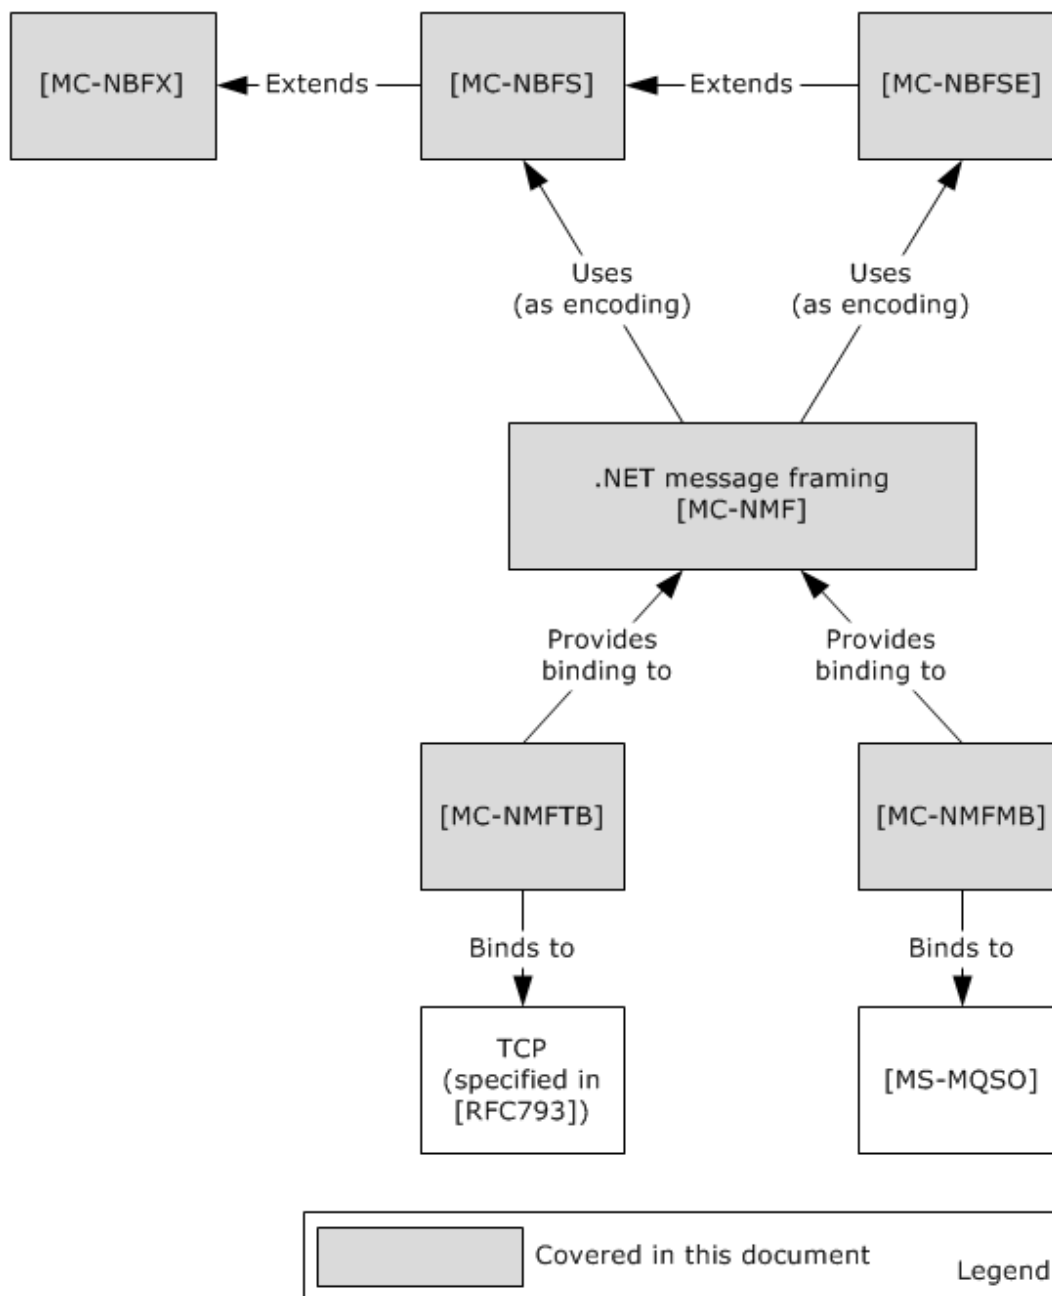 [MC-NBFX]
Extends
[MC-NBFS]
Extends
[MC-NBFSE]
Uses
(as encoding)
Uses
(as encoding)
.NET message framing
[MC-NMF]
Provides
binding to
Provides
binding to
[MC-NMFTB]
[MC-NMFMB]
Binds to
Binds to
TCP
(specified in
[RFC793])
[MS-MQSO]
Covered in this document
Legend